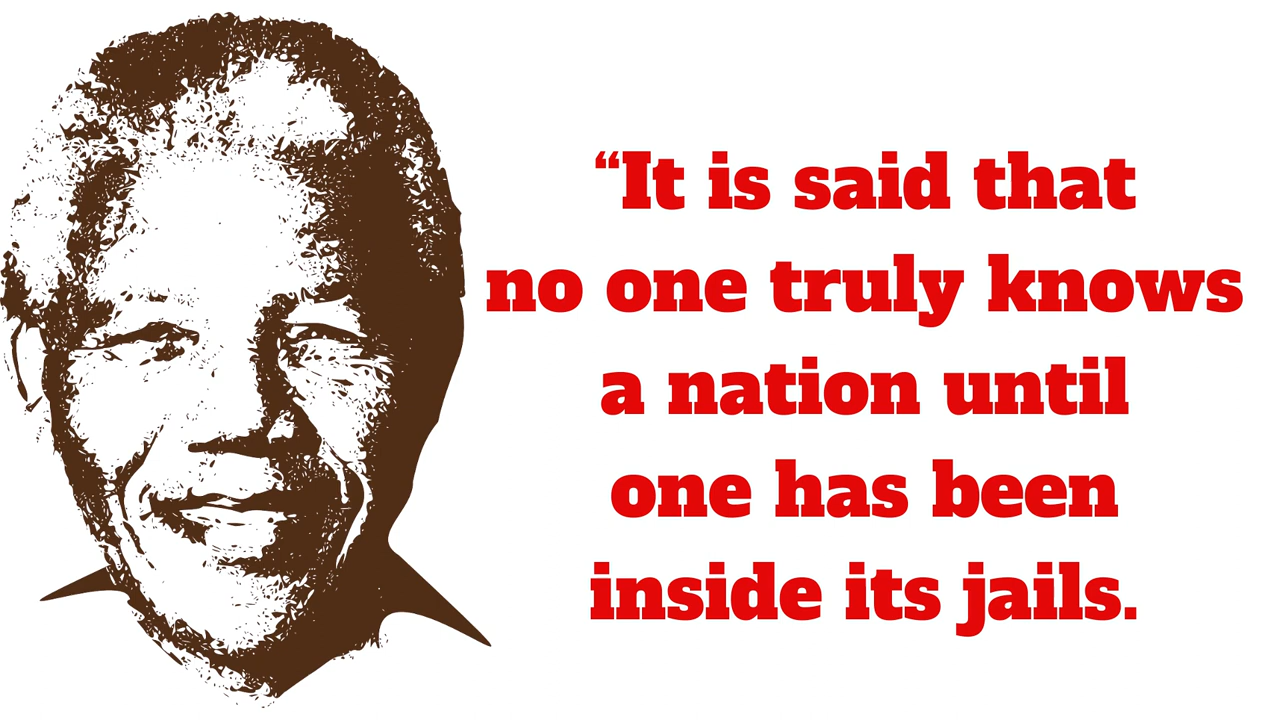 “It is said that
no one truly knows
a nation until
one has been
inside its jails.